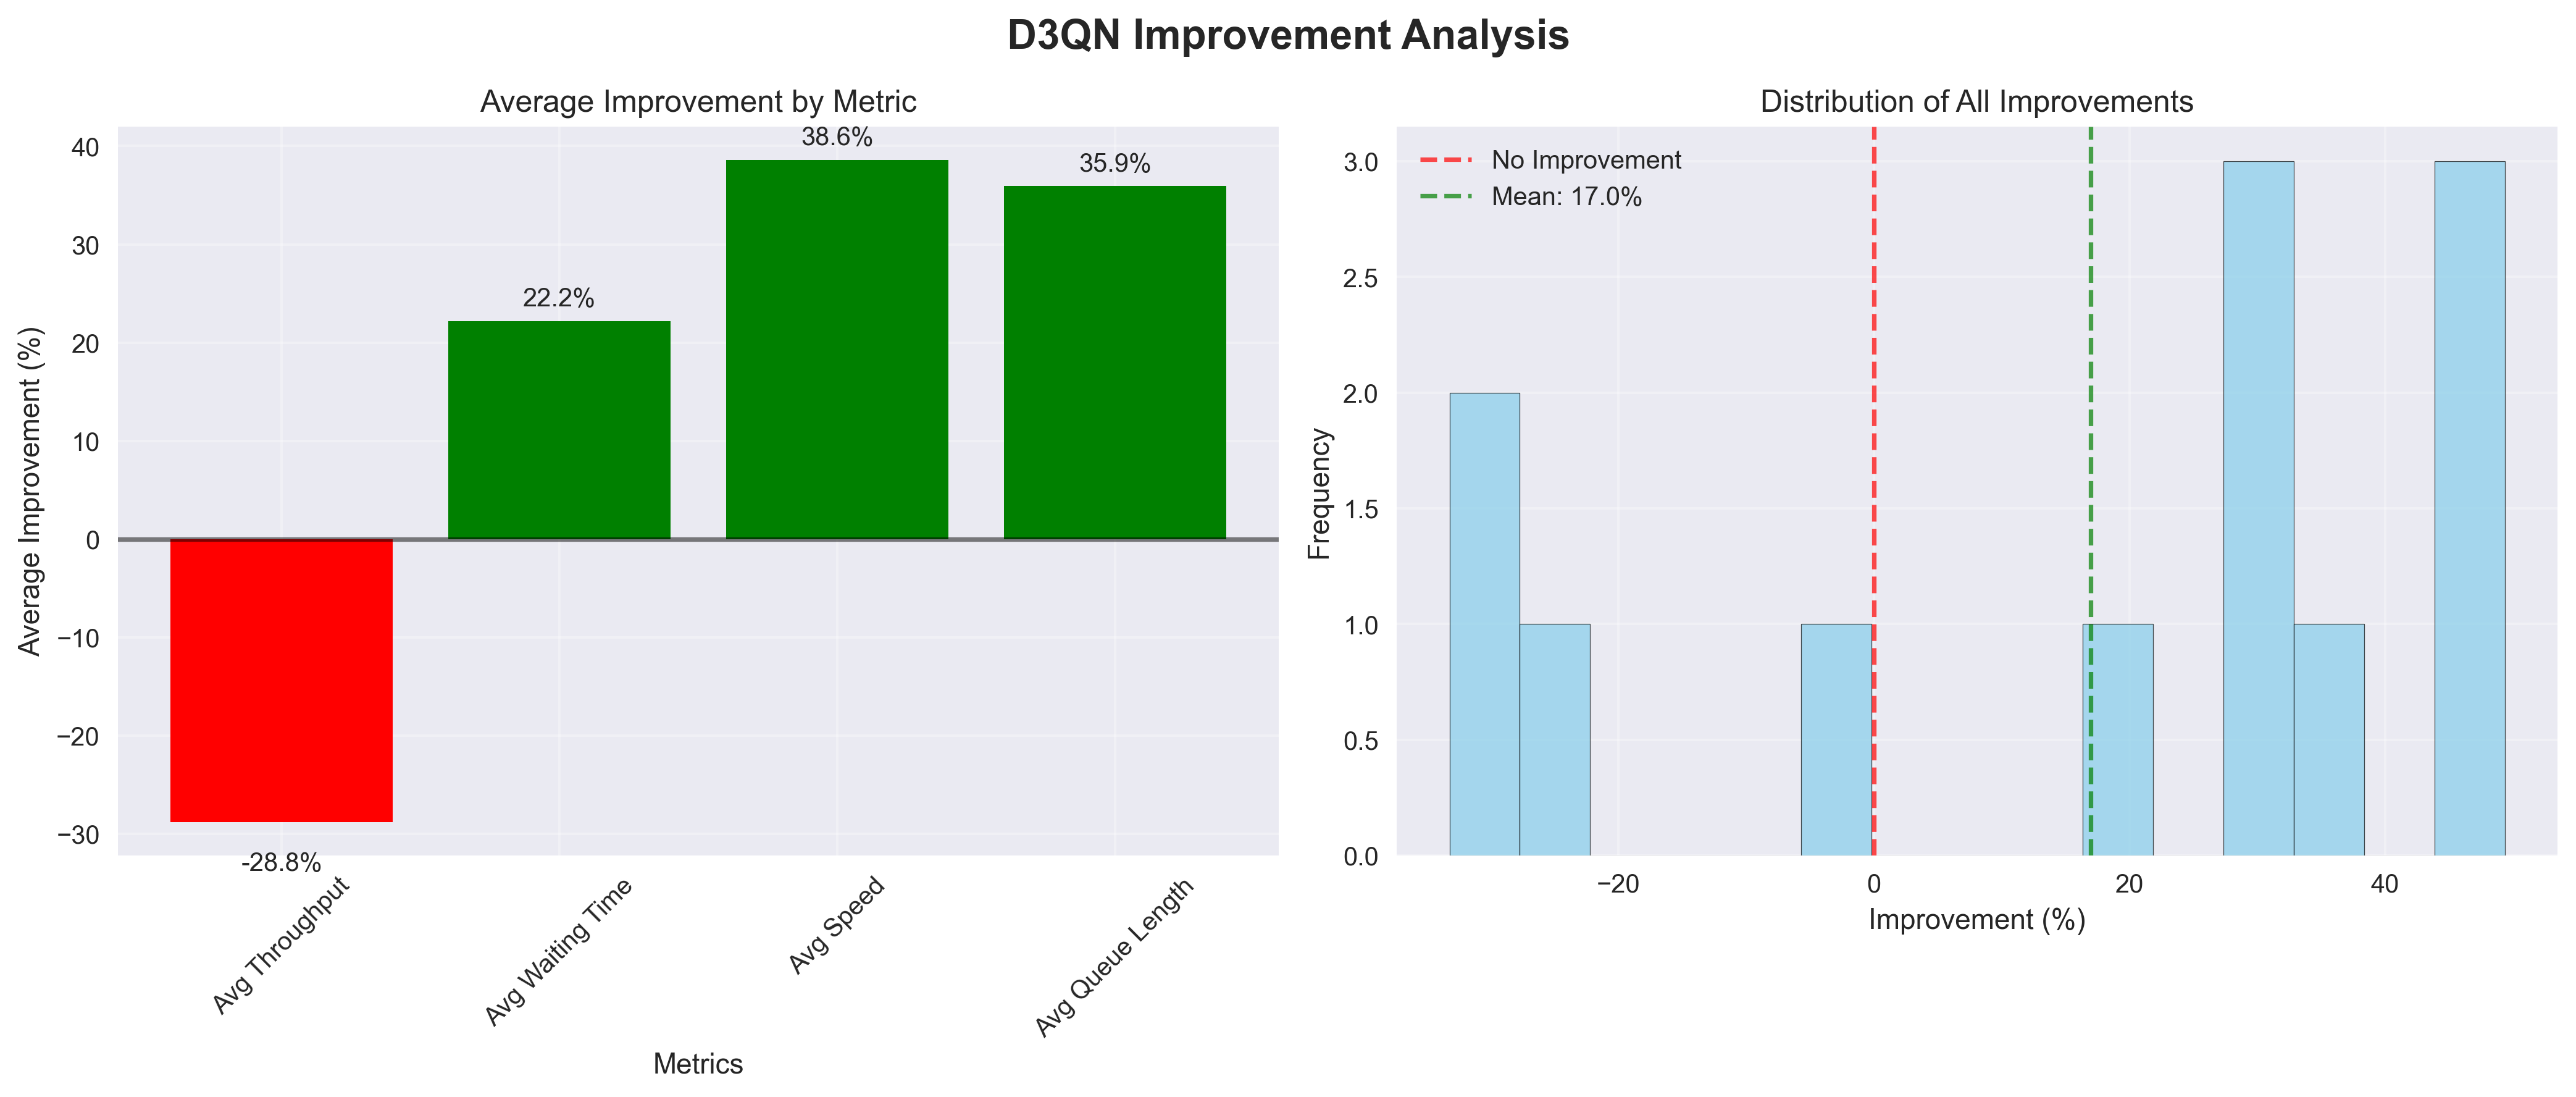 D3QN Improvement Analysis
Average Improvement by Metric
40
30
20
10
0
−10
−20
−30
Average Improvement (%)
38.6%
35.9%
22.2%
-28.8%
Avg Throughput
Avg Waiting Time
Avg Speed
Avg Queue Length
Metrics
Distribution of All Improvements
No Improvement
Mean: 17.0%
3.0
2.5
2.0
1.5
1.0
0.5
0.0
Frequency
−20
0
20
40
Improvement (%)